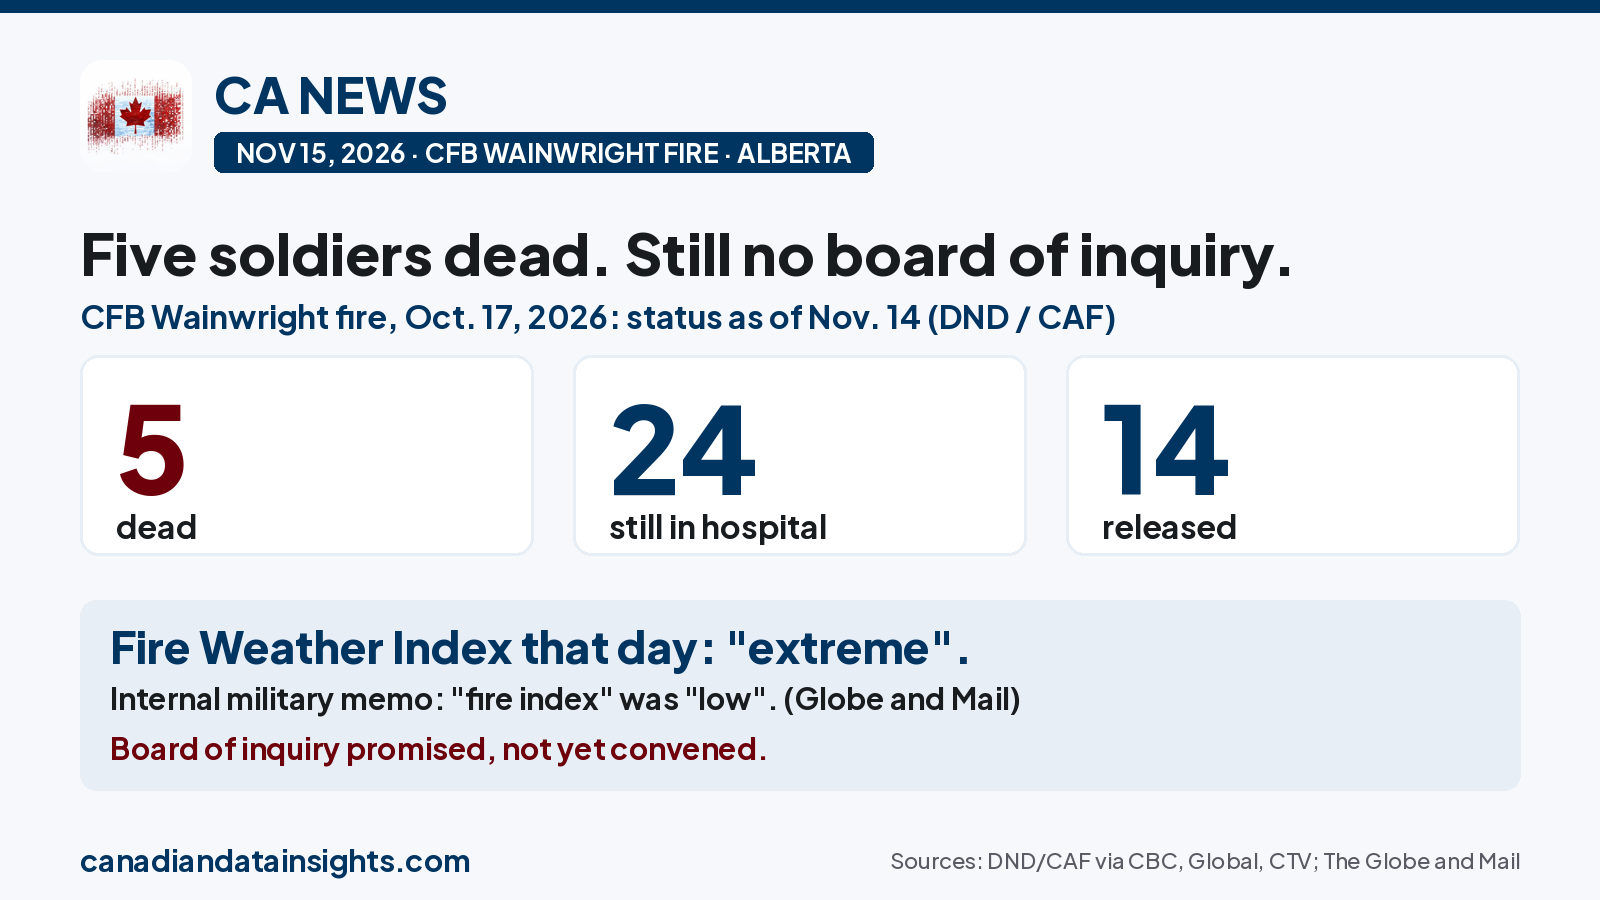 CA NEWS
NOV 15, 2026 · CFB WAINWRIGHT FIRE · ALBERTA
Five soldiers dead. Still no board of inquiry.
CFB Wainwright fire, Oct. 17, 2026: status as of Nov. 14 (DND / CAF)
5
dead
24
still in hospital
14
released
Fire Weather Index that day: "extreme".
Internal military memo: "fire index" was "low". (Globe and Mail)
Board of inquiry promised, not yet convened.
canadiandatainsights.com
Sources: DND/CAF via CBC, Global, CTV; The Globe and Mail